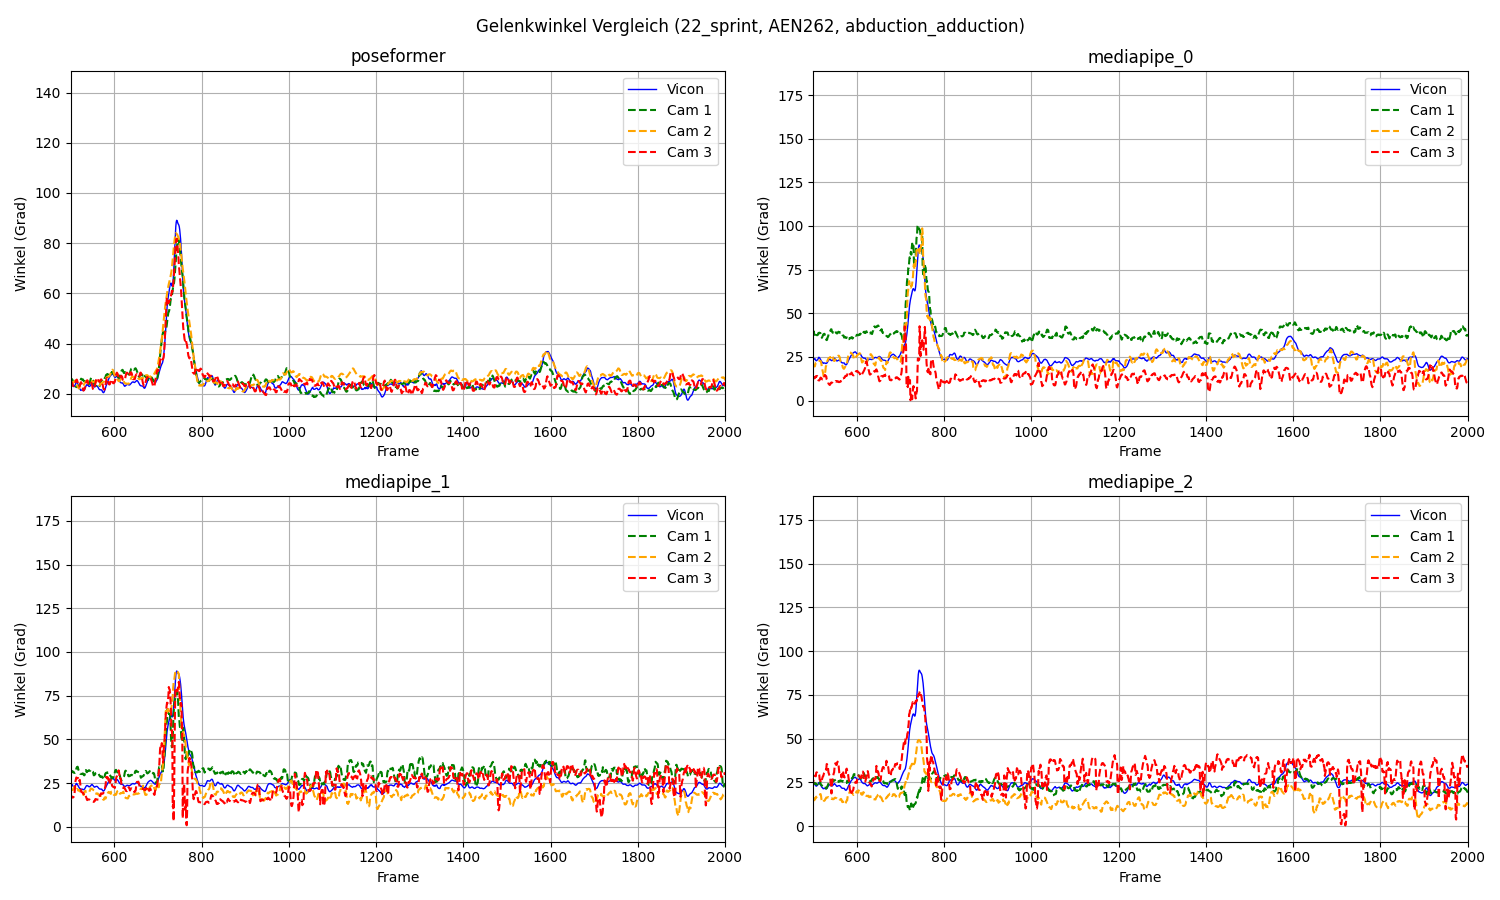 Gelenkwinkel Vergleich (22_sprint, AEN262, abduction_adduction)
poseformer
Winkel (Grad)
140
120
100
80
60
40
20
600 800 1000 1200 1400 1600 1800 2000
Frame
Vicon
Cam 1
Cam 2
Cam 3
mediapipe_0
Winkel (Grad)
175
150
125
100
75
50
25
0
600 800 1000 1200 1400 1600 1800 2000
Frame
Vicon
Cam 1
Cam 2
Cam 3
mediapipe_1
Winkel (Grad)
175
150
125
100
75
50
25
0
600 800 1000 1200 1400 1600 1800 2000
Frame
Vicon
Cam 1
Cam 2
Cam 3
mediapipe_2
Winkel (Grad)
175
150
125
100
75
50
25
0
600 800 1000 1200 1400 1600 1800 2000
Frame
Vicon
Cam 1
Cam 2
Cam 3